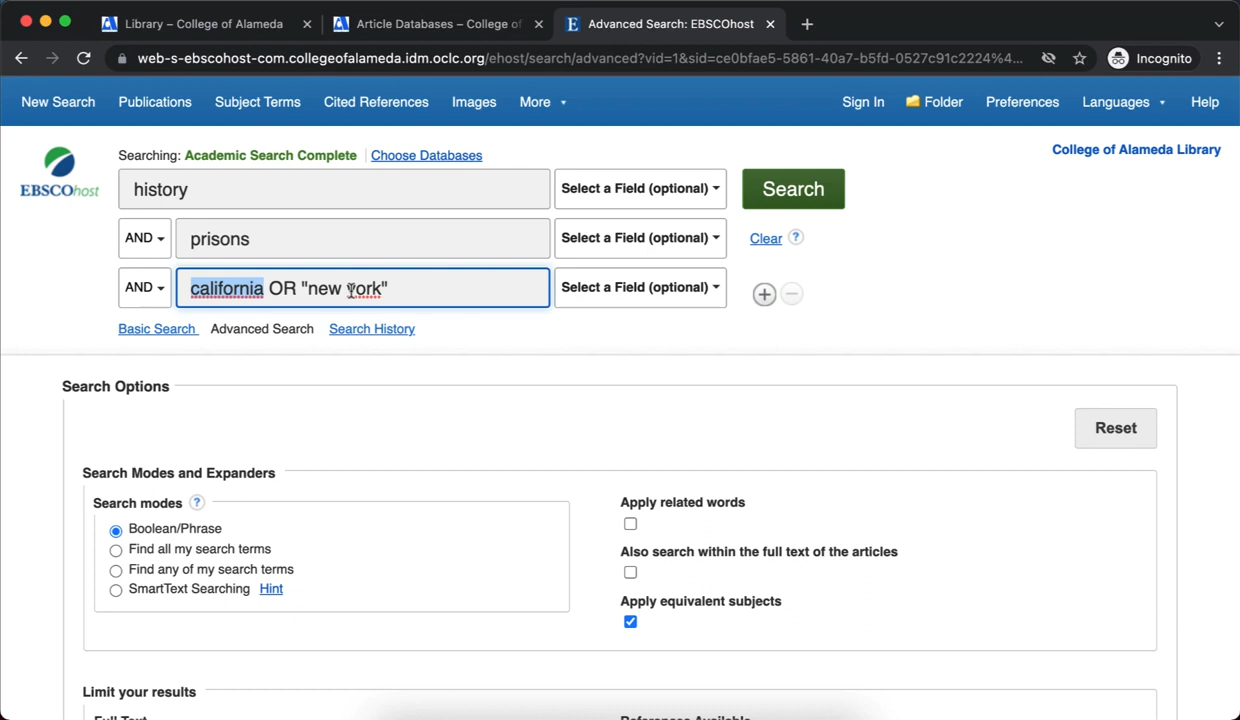 Library – College of Alameda
Article Databases – College of
Advanced Search: EBSCOhost
web-s-ebscohost-com.collegeofalameda.idm.oclc.org/ehost/search/advanced?vid=1&sid=ce0bfae5-5861-40a7-b5fd-0527c91c2224%4...
Incognito
New Search Publications Subject Terms Cited References Images More Sign In Folder Preferences Languages Help
Searching: Academic Search Complete Choose Databases College of Alameda Library
EBSCOhost
history Select a Field (optional) Search
AND prisons Select a Field (optional) Clear ?
AND california OR "new york" Select a Field (optional)
Basic Search Advanced Search Search History
Search Options
Reset
Search Modes and Expanders
Search modes ?
Boolean/Phrase
Find all my search terms
Find any of my search terms
SmartText Searching Hint
Apply related words
Also search within the full text of the articles
Apply equivalent subjects
Limit your results
Full Text References Available